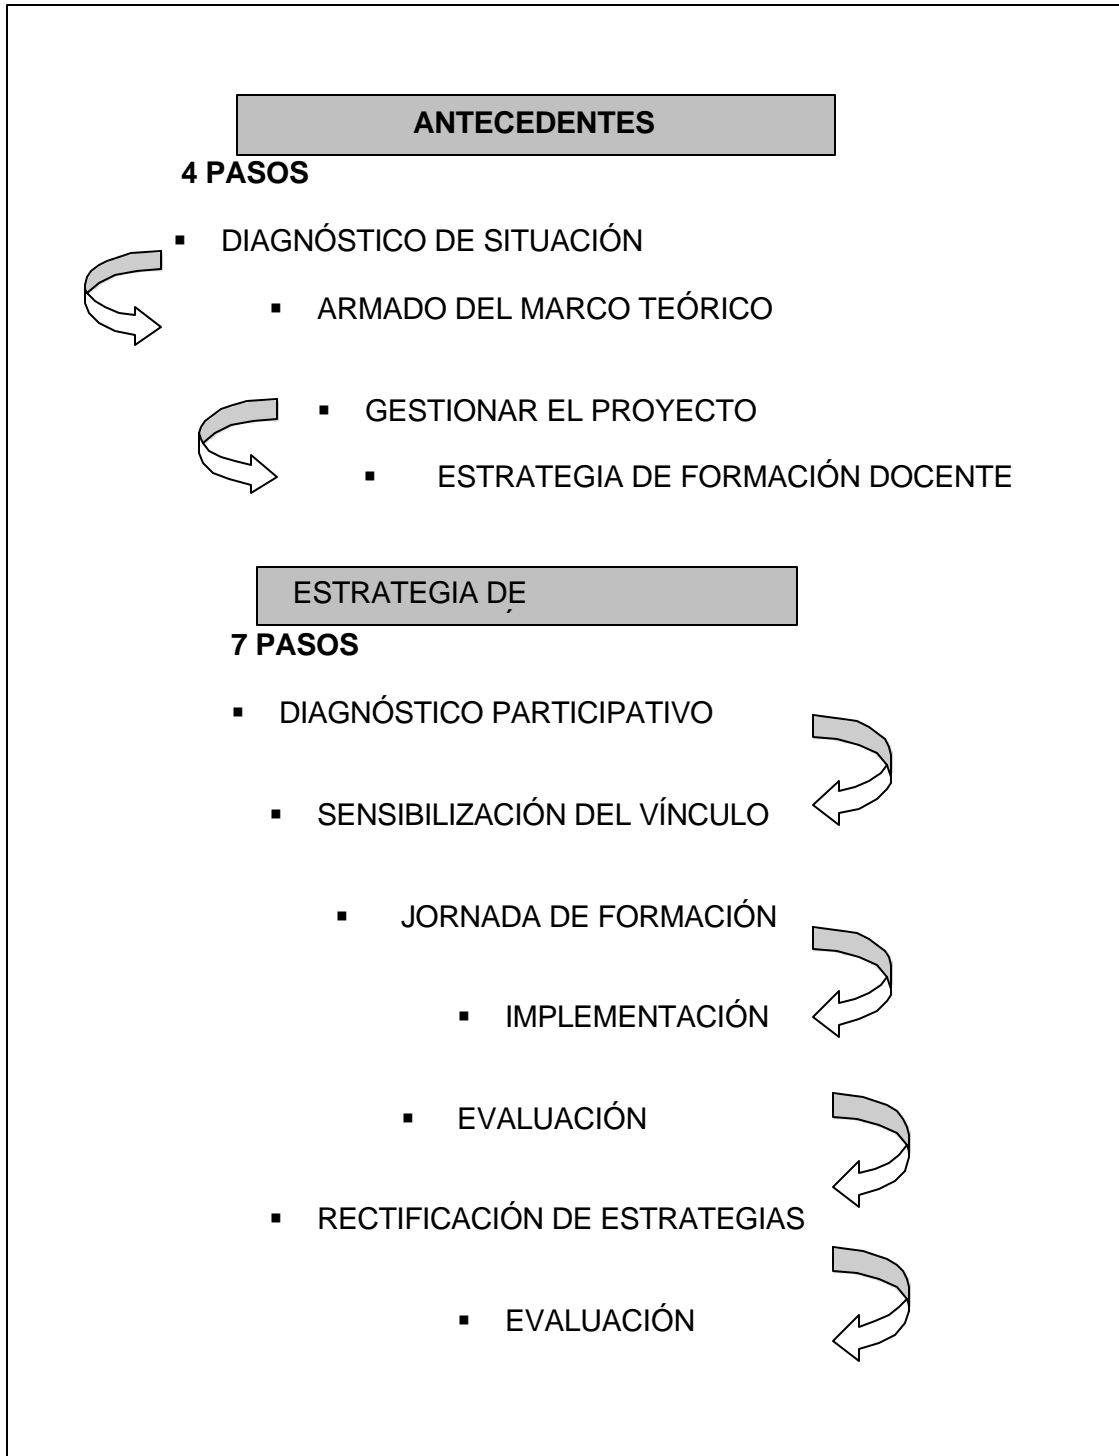 ANTECEDENTES
4 PASOS
▪ DIAGNÓSTICO DE SITUACIÓN
▪ ARMADO DEL MARCO TEÓRICO
▪ GESTIONAR EL PROYECTO
▪ ESTRATEGIA DE FORMACIÓN DOCENTE
ESTRATEGIA DE
7 PASOS
▪ DIAGNÓSTICO PARTICIPATIVO
▪ SENSIBILIZACIÓN DEL VÍNCULO
▪ JORNADA DE FORMACIÓN
▪ IMPLEMENTACIÓN
▪ EVALUACIÓN
▪ RECTIFICACIÓN DE ESTRATEGIAS
▪ EVALUACIÓN